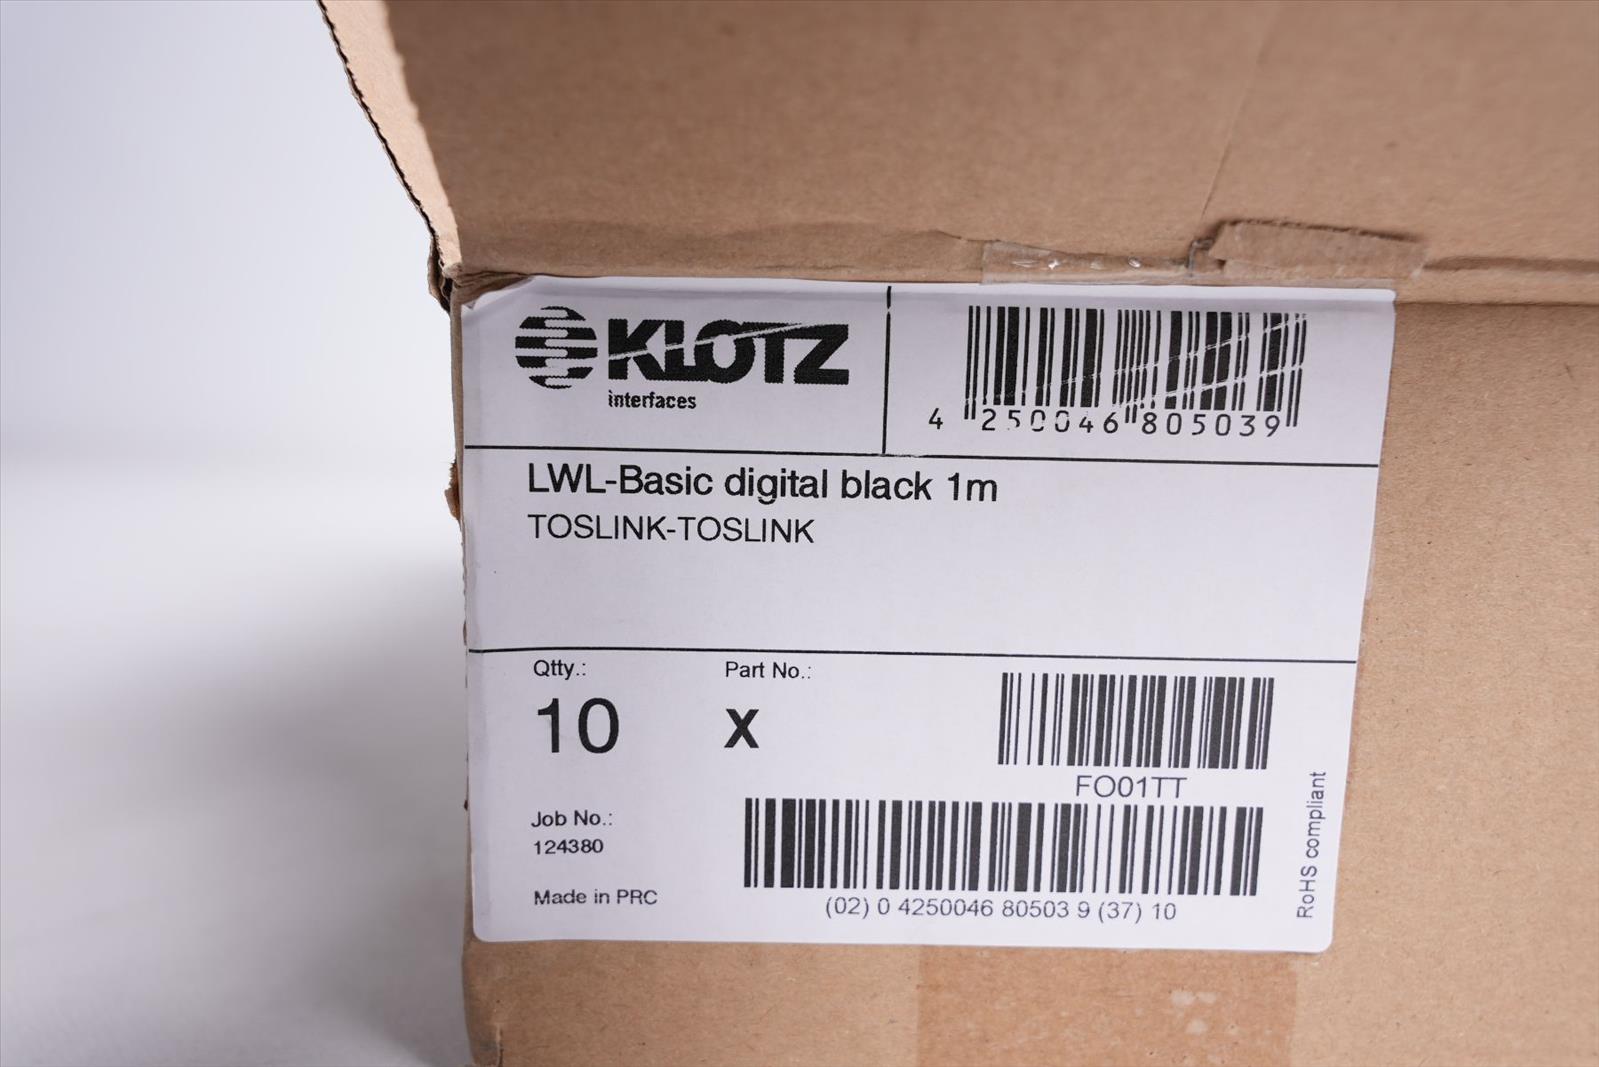 KLOTZ
interfaces
4 250046 805039
LWL-Basic digital black 1m
TOSLINK-TOSLINK
Qtty.:
Part No.:
10
x
FO01TT
Job No.:
124380
Made in PRC
(02) 0 4250046 80503 9 (37) 10
RoHS compliant